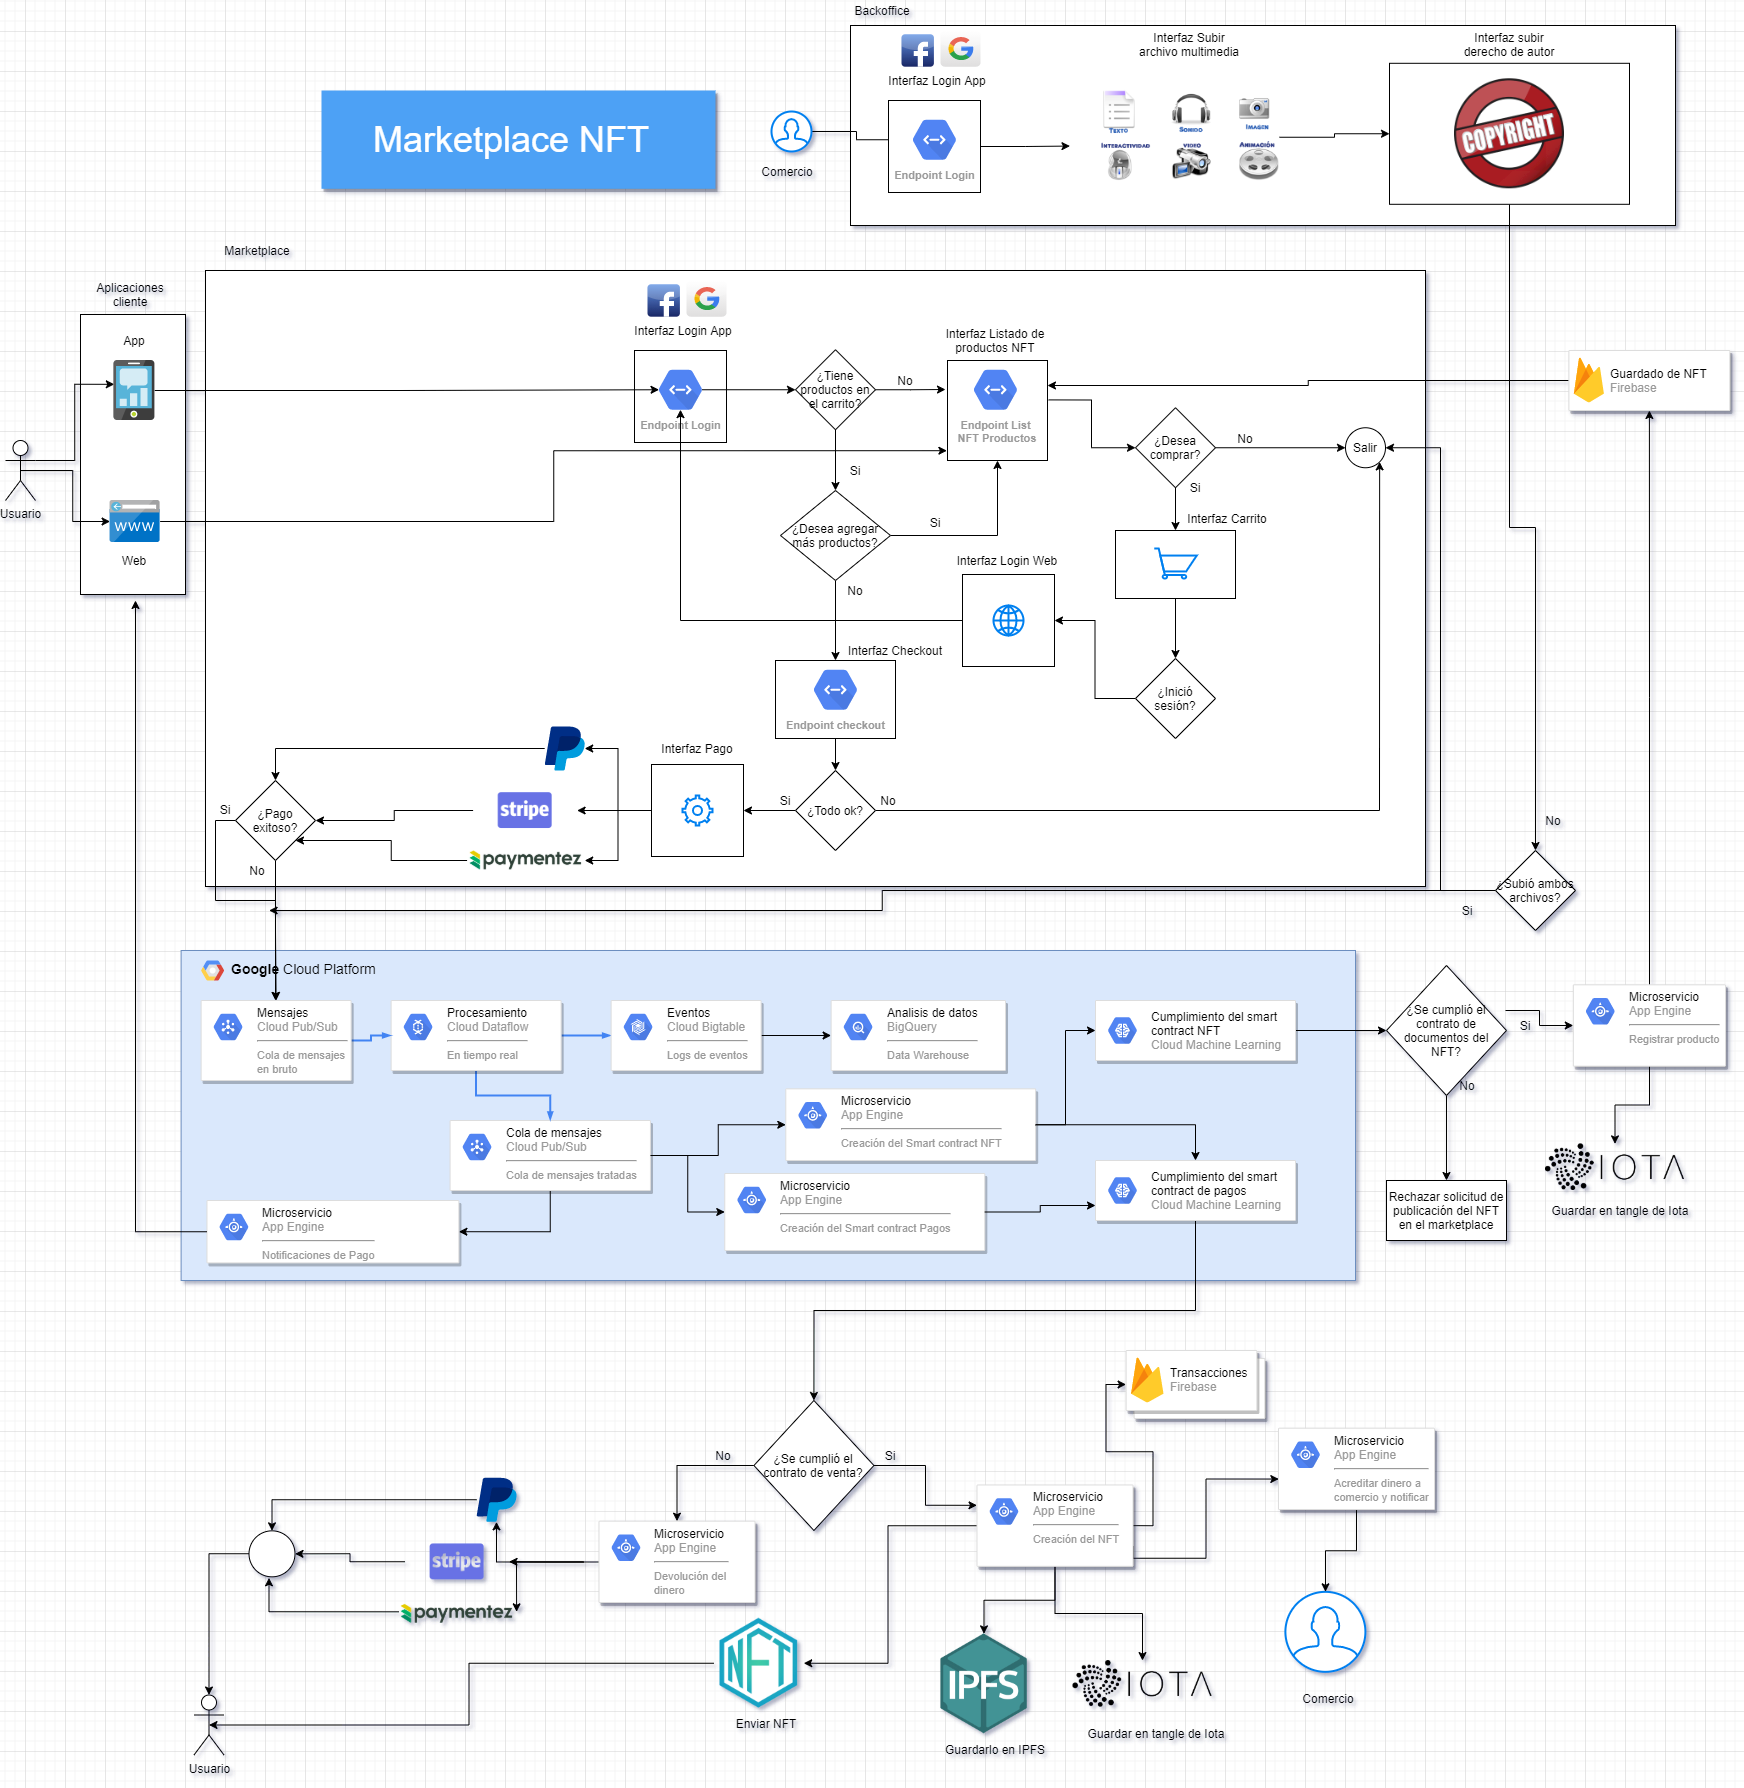 Backoffice
Interfaz Login App
Interfaz Subir
archivo multimedia
Interfaz subir
derecho de autor
Marketplace NFT
Comercio
Endpoint Login
TEXTO
SONIDO
IMAGEN
INTERACTIVIDAD
VIDEO
ANIMACIÓN
COPYRIGHT
Marketplace
Aplicaciones
cliente
App
WWW
Web
Usuario
Interfaz Login App
Endpoint Login
¿Tiene
productos en
el carrito?
No
Si
Interfaz Listado de
productos NFT
Endpoint List
NFT Productos
¿Desea
comprar?
No
Si
Salir
Guardado de NFT
Firebase
¿Desea agregar
más productos?
Si
No
Interfaz Carrito
Interfaz Login Web
¿Inició
sesión?
Interfaz Checkout
Endpoint checkout
¿Todo ok?
Si
No
Interfaz Pago
stripe
paymentez
¿Pago
exitoso?
Si
No
No
¿Subió ambos
archivos?
Si
Google Cloud Platform
Mensajes
Cloud Pub/Sub
Cola de mensajes
en bruto
Procesamiento
Cloud Dataflow
En tiempo real
Eventos
Cloud Bigtable
Logs de eventos
Analisis de datos
BigQuery
Data Warehouse
Cumplimiento del smart
contract NFT
Cloud Machine Learning
¿Se cumplió el
contrato de
documentos del
NFT?
Si
No
Microservicio
App Engine
Registrar producto
Cola de mensajes
Cloud Pub/Sub
Cola de mensajes tratadas
Microservicio
App Engine
Creación del Smart contract NFT
Microservicio
App Engine
Creación del Smart contract Pagos
Cumplimiento del smart
contract de pagos
Cloud Machine Learning
Microservicio
App Engine
Notificaciones de Pago
Rechazar solicitud de
publicación del NFT
en el marketplace
IOTA
Guardar en tangle de Iota
Transacciones
Firebase
¿Se cumplió el
contrato de venta?
No
Si
Microservicio
App Engine
Acreditar dinero a
comercio y notificar
Microservicio
App Engine
Creación del NFT
Microservicio
App Engine
Devolución del
dinero
stripe
paymentez
NFT
Enviar NFT
IPFS
Guardarlo en IPFS
IOTA
Guardar en tangle de Iota
Comercio
Usuario